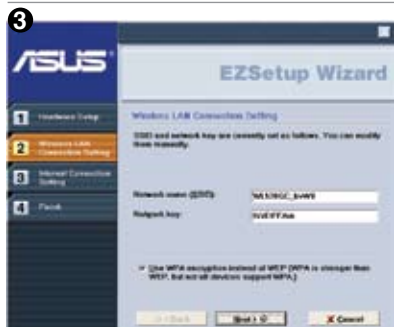 3
ASUS
EZSetup Wizard
1 Hardware Setup
2 Wireless LAN
Connection Setting
3 Internet Connection
Setting
4 Finish
Wireless LAN Connection Setting
SSID and network key are currently set as follows. You can modify
them manually.
Network name (SSID):
Network key:
Use WPA encryption instead of WEP (WPA is stronger than
WEP, but not all devices support WPA.)
< Back
Next >
X Cancel